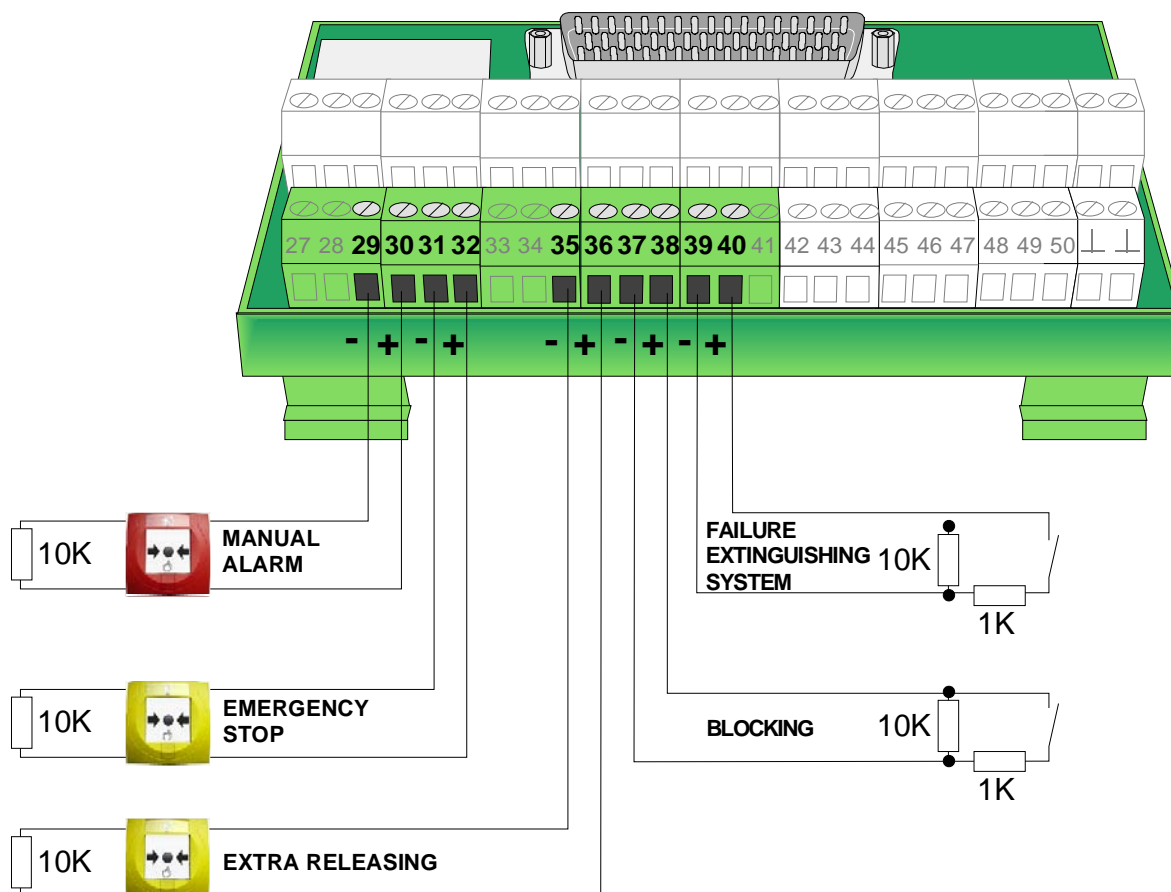 27 28 29 30 31 32 33 34 35 36 37 38 39 40 41 42 43 44 45 46 47 48 49 50
- + - + - + - + - +
10K
MANUAL
ALARM
FAILURE
EXTINGUISHING
SYSTEM
10K
1K
10K
EMERGENCY
STOP
BLOCKING
10K
1K
10K
EXTRA RELEASING